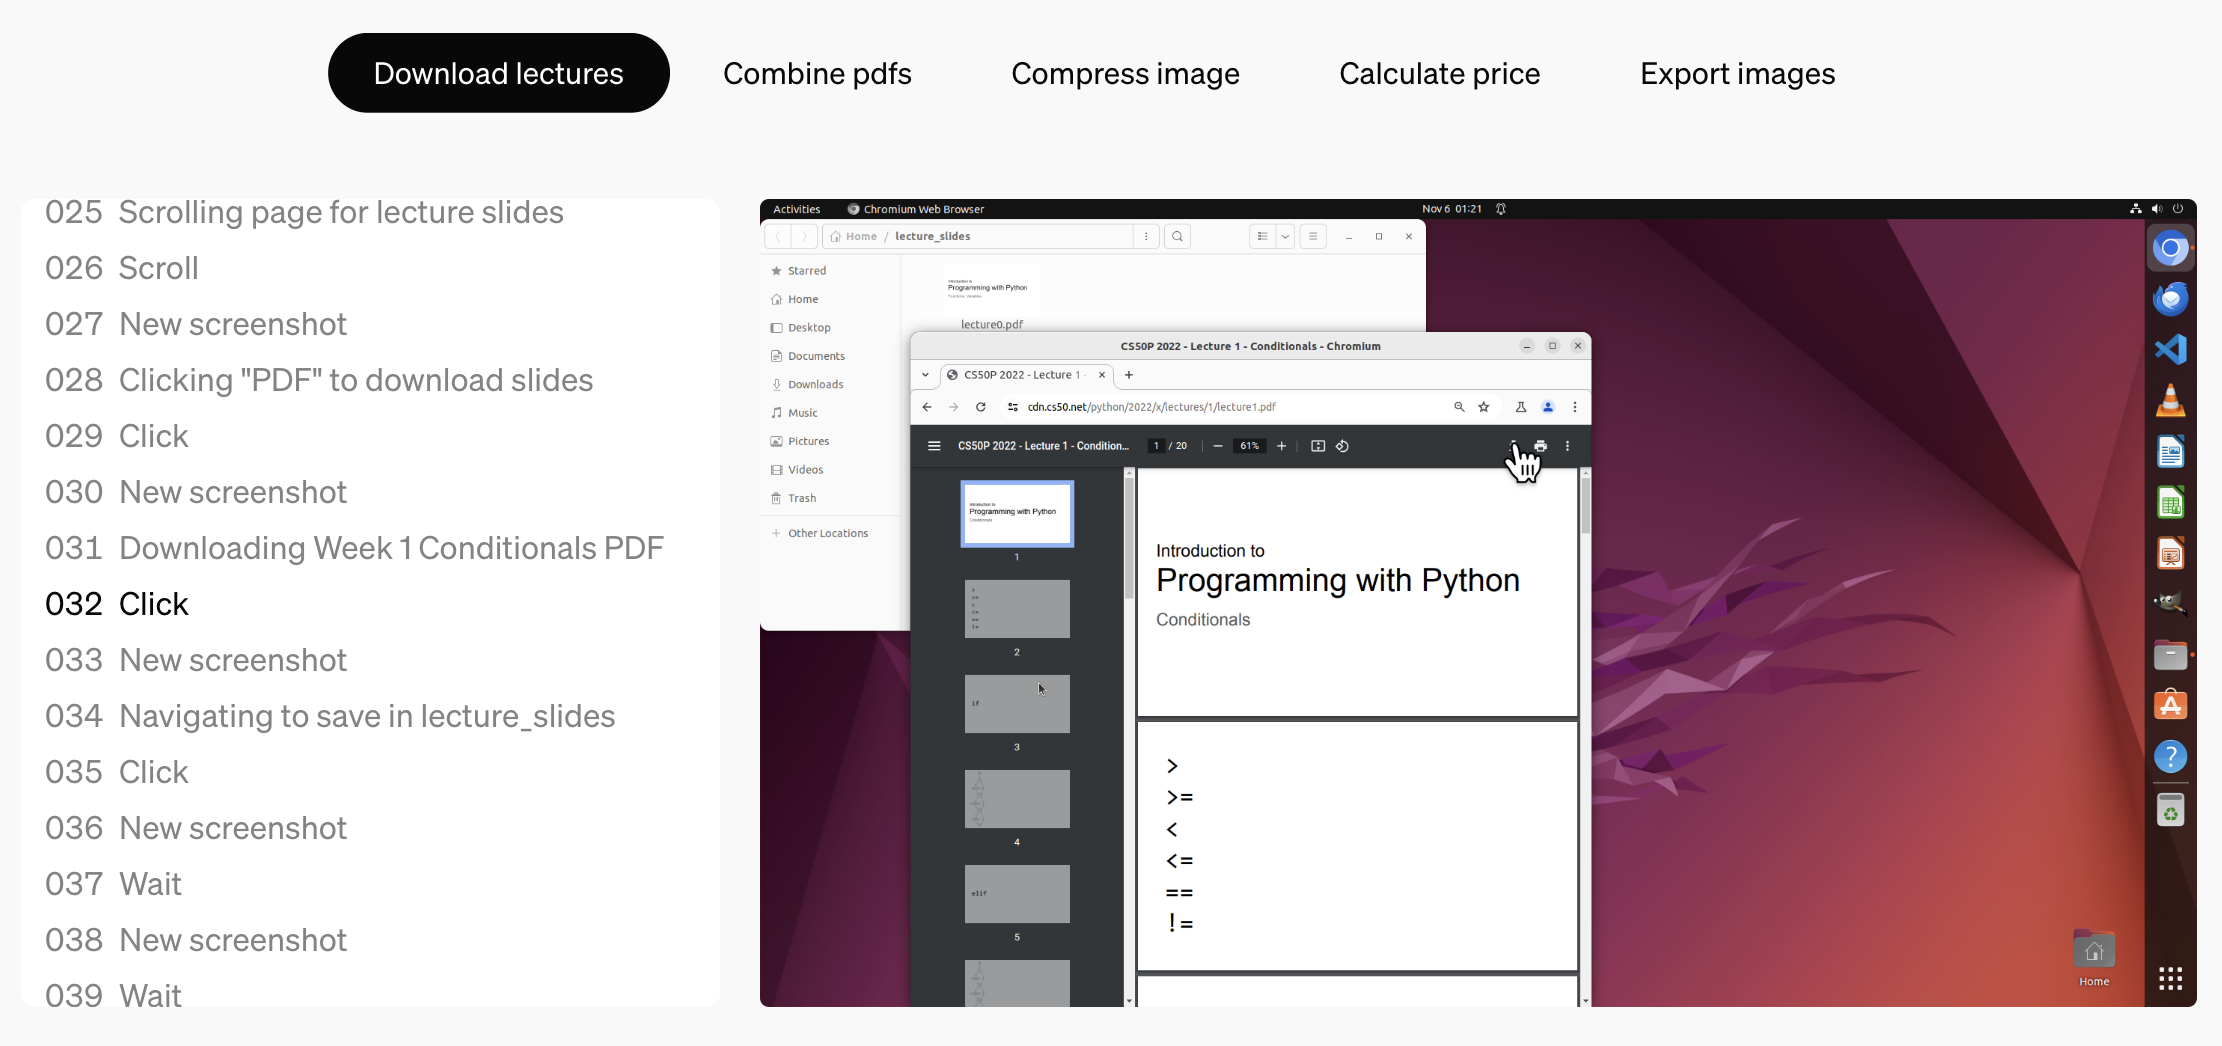 Download lectures
Combine pdfs
Compress image
Calculate price
Export images
025 Scrolling page for lecture slides
026 Scroll
027 New screenshot
028 Clicking "PDF" to download slides
029 Click
030 New screenshot
031 Downloading Week 1 Conditionals PDF
032 Click
033 New screenshot
034 Navigating to save in lecture_slides
035 Click
036 New screenshot
037 Wait
038 New screenshot
039 Wait
Activities
Chromium Web Browser
Nov 6 01:21
Home / lecture_slides
Starred
Home
Desktop
Documents
Downloads
Music
Pictures
Videos
Trash
Other Locations
Introduction to
Programming with Python
Functions, Variables
lecture0.pdf
CS50P 2022 - Lecture 1 - Conditionals - Chromium
CS50P 2022 - Lecture 1 -
cdn.cs50.net/python/2022/x/lectures/1/lecture1.pdf
CS50P 2022 - Lecture 1 - Condition...
1 / 20
61%
Introduction to
Programming with Python
Conditionals
1
>
>=
<
<=
==
!=
2
if
3
4
elif
5
Introduction to
Programming with Python
Conditionals
>
>=
<
<=
==
!=
Home